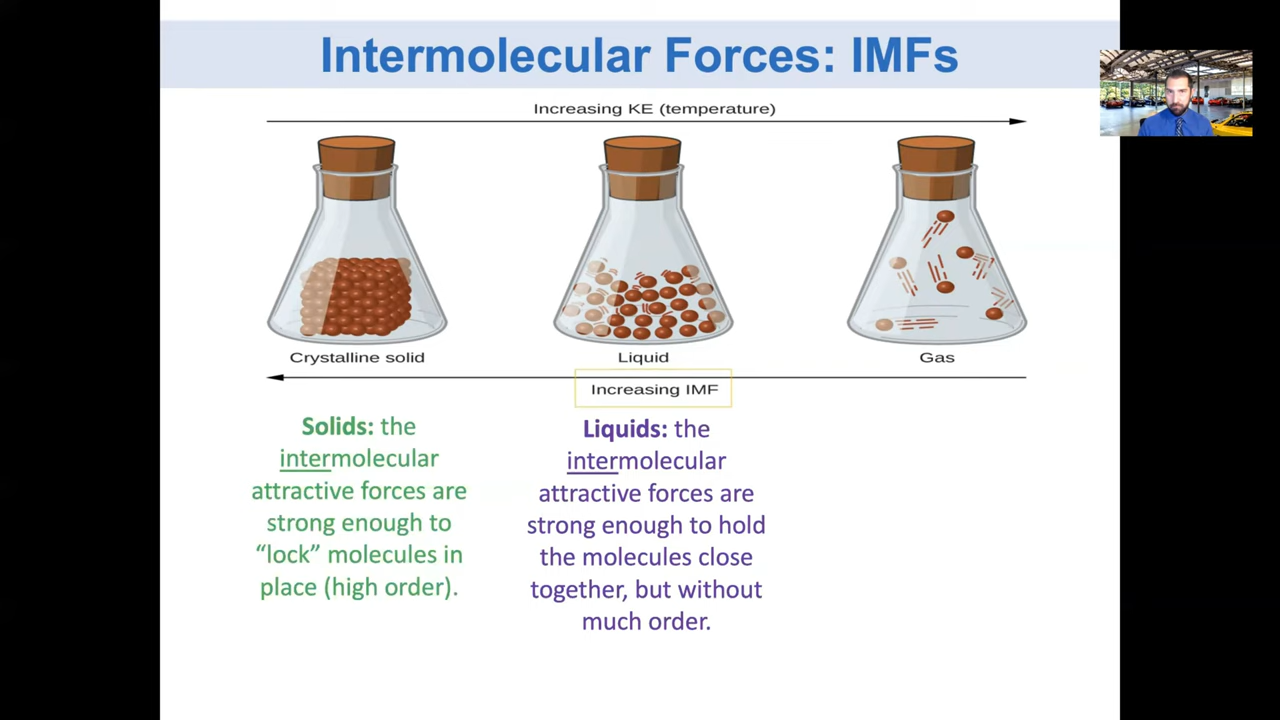 Intermolecular Forces: IMFs
Increasing KE (temperature)
Crystalline solid
Liquid
Gas
Increasing IMF
Solids: the
intermolecular
attractive forces are
strong enough to
“lock” molecules in
place (high order).
Liquids: the
intermolecular
attractive forces are
strong enough to hold
the molecules close
together, but without
much order.